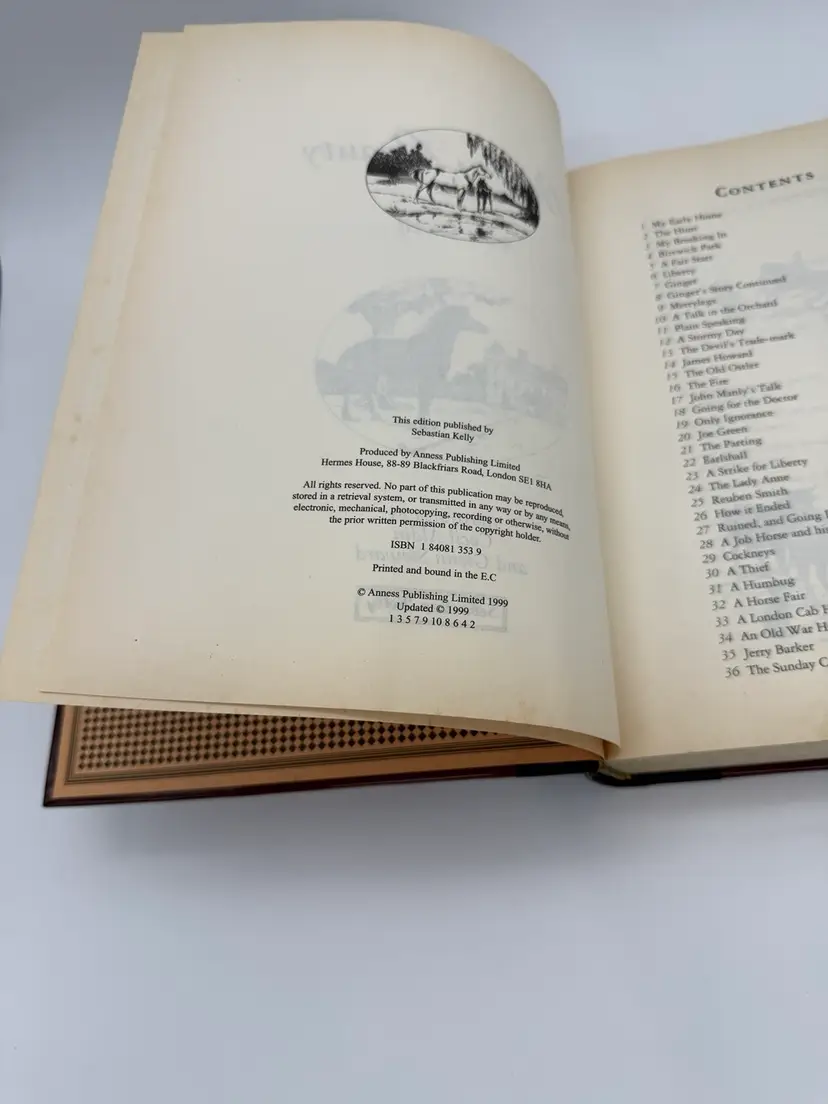 This edition published by
Sebastian Kelly
Produced by Anness Publishing Limited
Hermes House, 88-89 Blackfriars Road, London SE1 8HA
All rights reserved. No part of this publication may be reproduced,
stored in a retrieval system, or transmitted in any way or by any means,
electronic, mechanical, photocopying, recording or otherwise, without
the prior written permission of the copyright holder.
ISBN 1 84081 353 9
Printed and bound in the E.C
© Anness Publishing Limited 1999
Updated © 1999
1 3 5 7 9 10 8 6 4 2
CONTENTS
1 My Early Home
2 The Hunt
3 My Breaking In
4 Birtwick Park
5 A Fair Start
6 Liberty
7 Ginger
8 Ginger's Story Continued
9 Merrylegs
10 A Talk in the Orchard
11 Plain Speaking
12 A Stormy Day
13 The Devil's Trade-mark
14 James Howard
15 The Old Ostler
16 The Fire
17 John Manly's Talk
18 Going for the Doctor
19 Only Ignorance
20 Joe Green
21 The Parting
22 Earlshall
23 A Strike for Liberty
24 The Lady Anne
25 Reuben Smith
26 How it Ended
27 Ruined, and Going
28 A Job Horse and his
29 Cockneys
30 A Thief
31 A Humbug
32 A Horse Fair
33 A London Cab H
34 An Old War H
35 Jerry Barker
36 The Sunday C